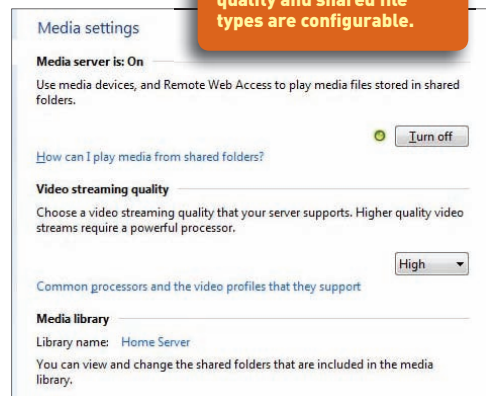 quality and shared file
types are configurable.
Media settings
Media server is: On
Use media devices, and Remote Web Access to play media files stored in shared
folders.
Turn off
How can I play media from shared folders?
Video streaming quality
Choose a video streaming quality that your server supports. Higher quality video
streams require a powerful processor.
High
Common processors and the video profiles that they support
Media library
Library name: Home Server
You can view and change the shared folders that are included in the media
library.